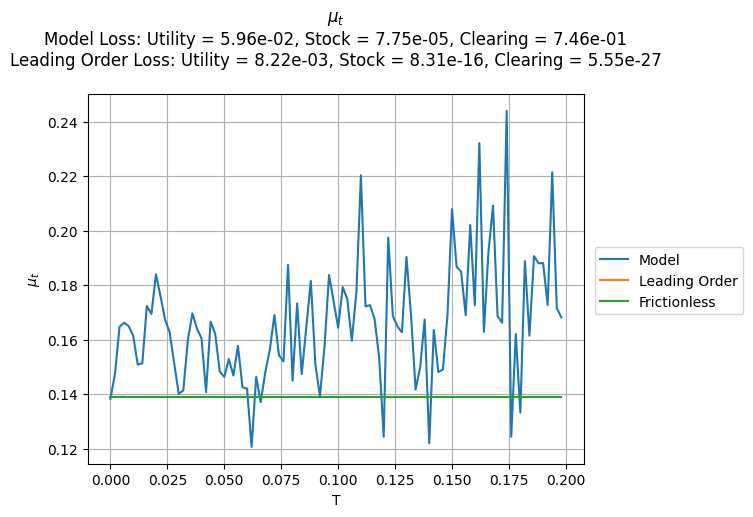 μ_t
Model Loss: Utility = 5.96e-02, Stock = 7.75e-05, Clearing = 7.46e-01
Leading Order Loss: Utility = 8.22e-03, Stock = 8.31e-16, Clearing = 5.55e-27
0.24
0.22
0.20
0.18
0.16
0.14
0.12
μ_t
0.000 0.025 0.050 0.075 0.100 0.125 0.150 0.175 0.200
T
Model
Leading Order
Frictionless